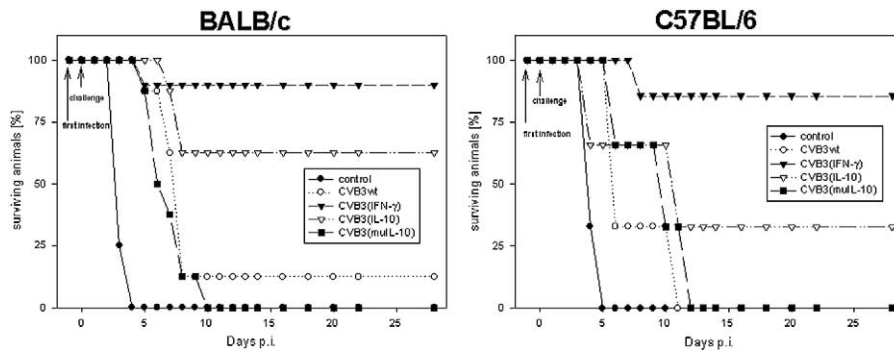 BALB/c
surviving animals [%]
100
75
50
25
0
first infection
challenge
control
CVB3wt
CVB3(IFN-γ)
CVB3(IL-10)
CVB3(muIL-10)
0
5
10
15
20
25
Days p.i.
C57BL/6
surviving animals [%]
100
75
50
25
0
first infection
challenge
control
CVB3wt
CVB3(IFN-γ)
CVB3(IL-10)
CVB3(muIL-10)
0
5
10
15
20
25
Days p.i.